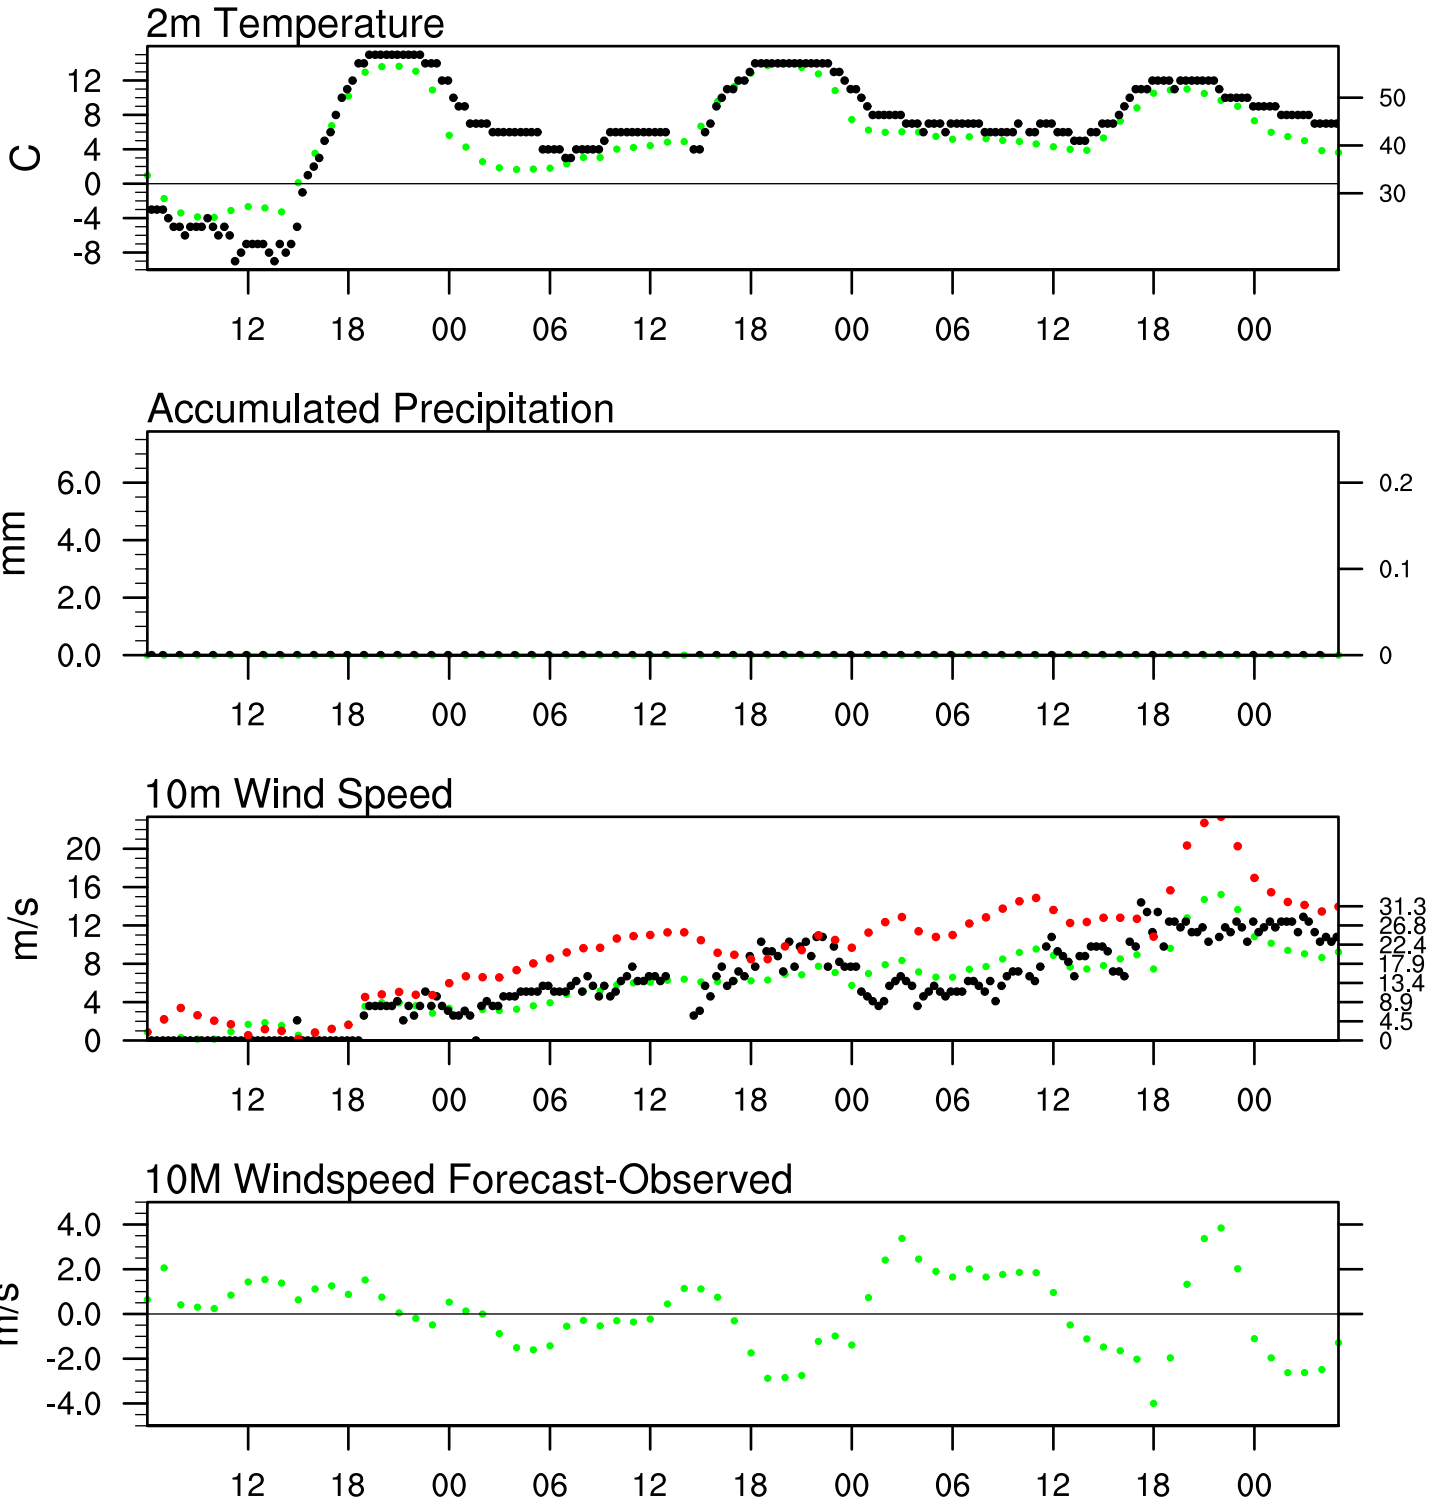 2m Temperature
C
12
8
4
0
-4
-8
50
40
30
12 18 00 06 12 18 00 06 12 18 00
Accumulated Precipitation
mm
6.0
4.0
2.0
0.0
0.2
0.1
0
12 18 00 06 12 18 00 06 12 18 00
10m Wind Speed
m/s
20
16
12
8
4
0
31.3
26.8
22.4
17.9
13.4
8.9
4.5
0
12 18 00 06 12 18 00 06 12 18 00
10M Windspeed Forecast-Observed
m/s
4.0
2.0
0.0
-2.0
-4.0
12 18 00 06 12 18 00 06 12 18 00